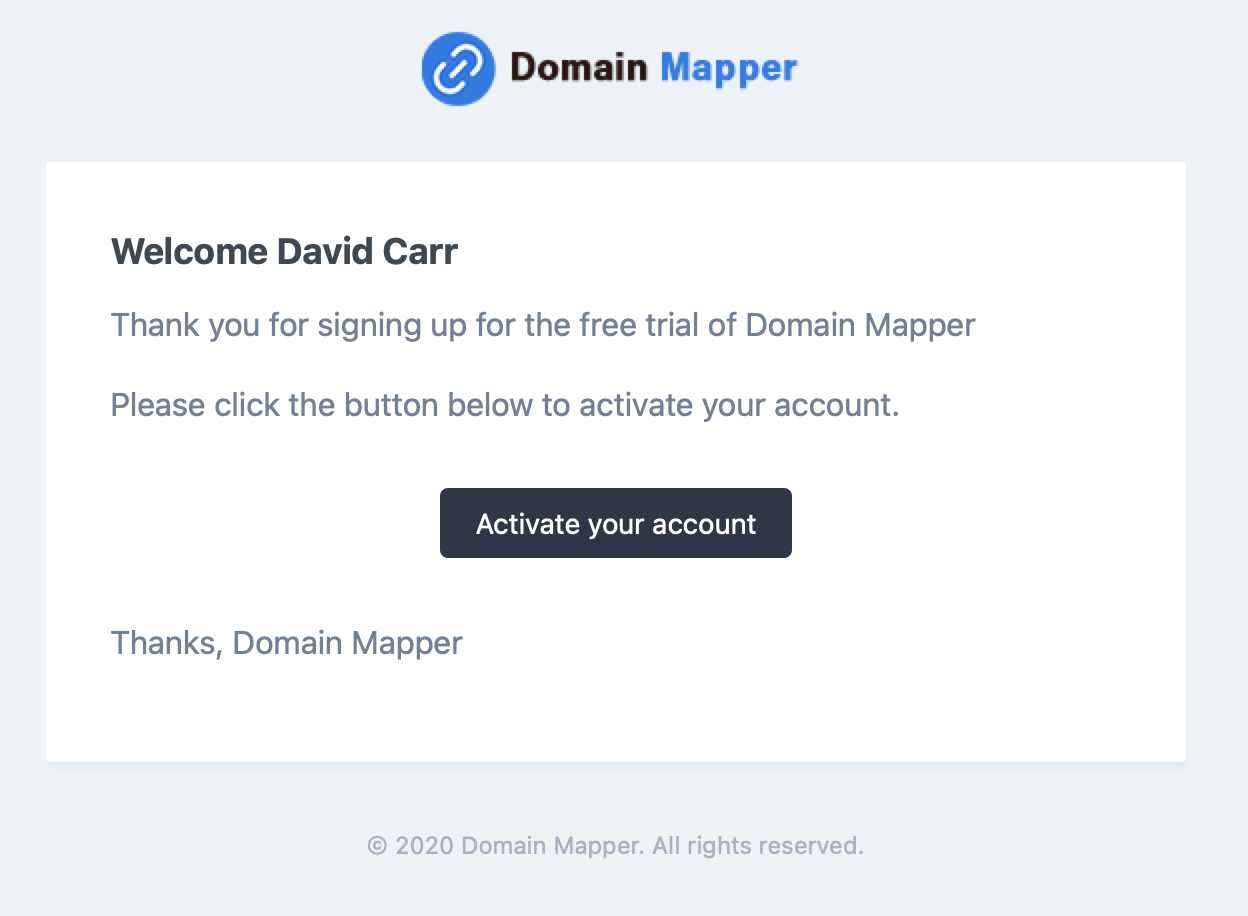 Domain Mapper
Welcome David Carr
Thank you for signing up for the free trial of Domain Mapper
Please click the button below to activate your account.
Activate your account
Thanks, Domain Mapper
© 2020 Domain Mapper. All rights reserved.